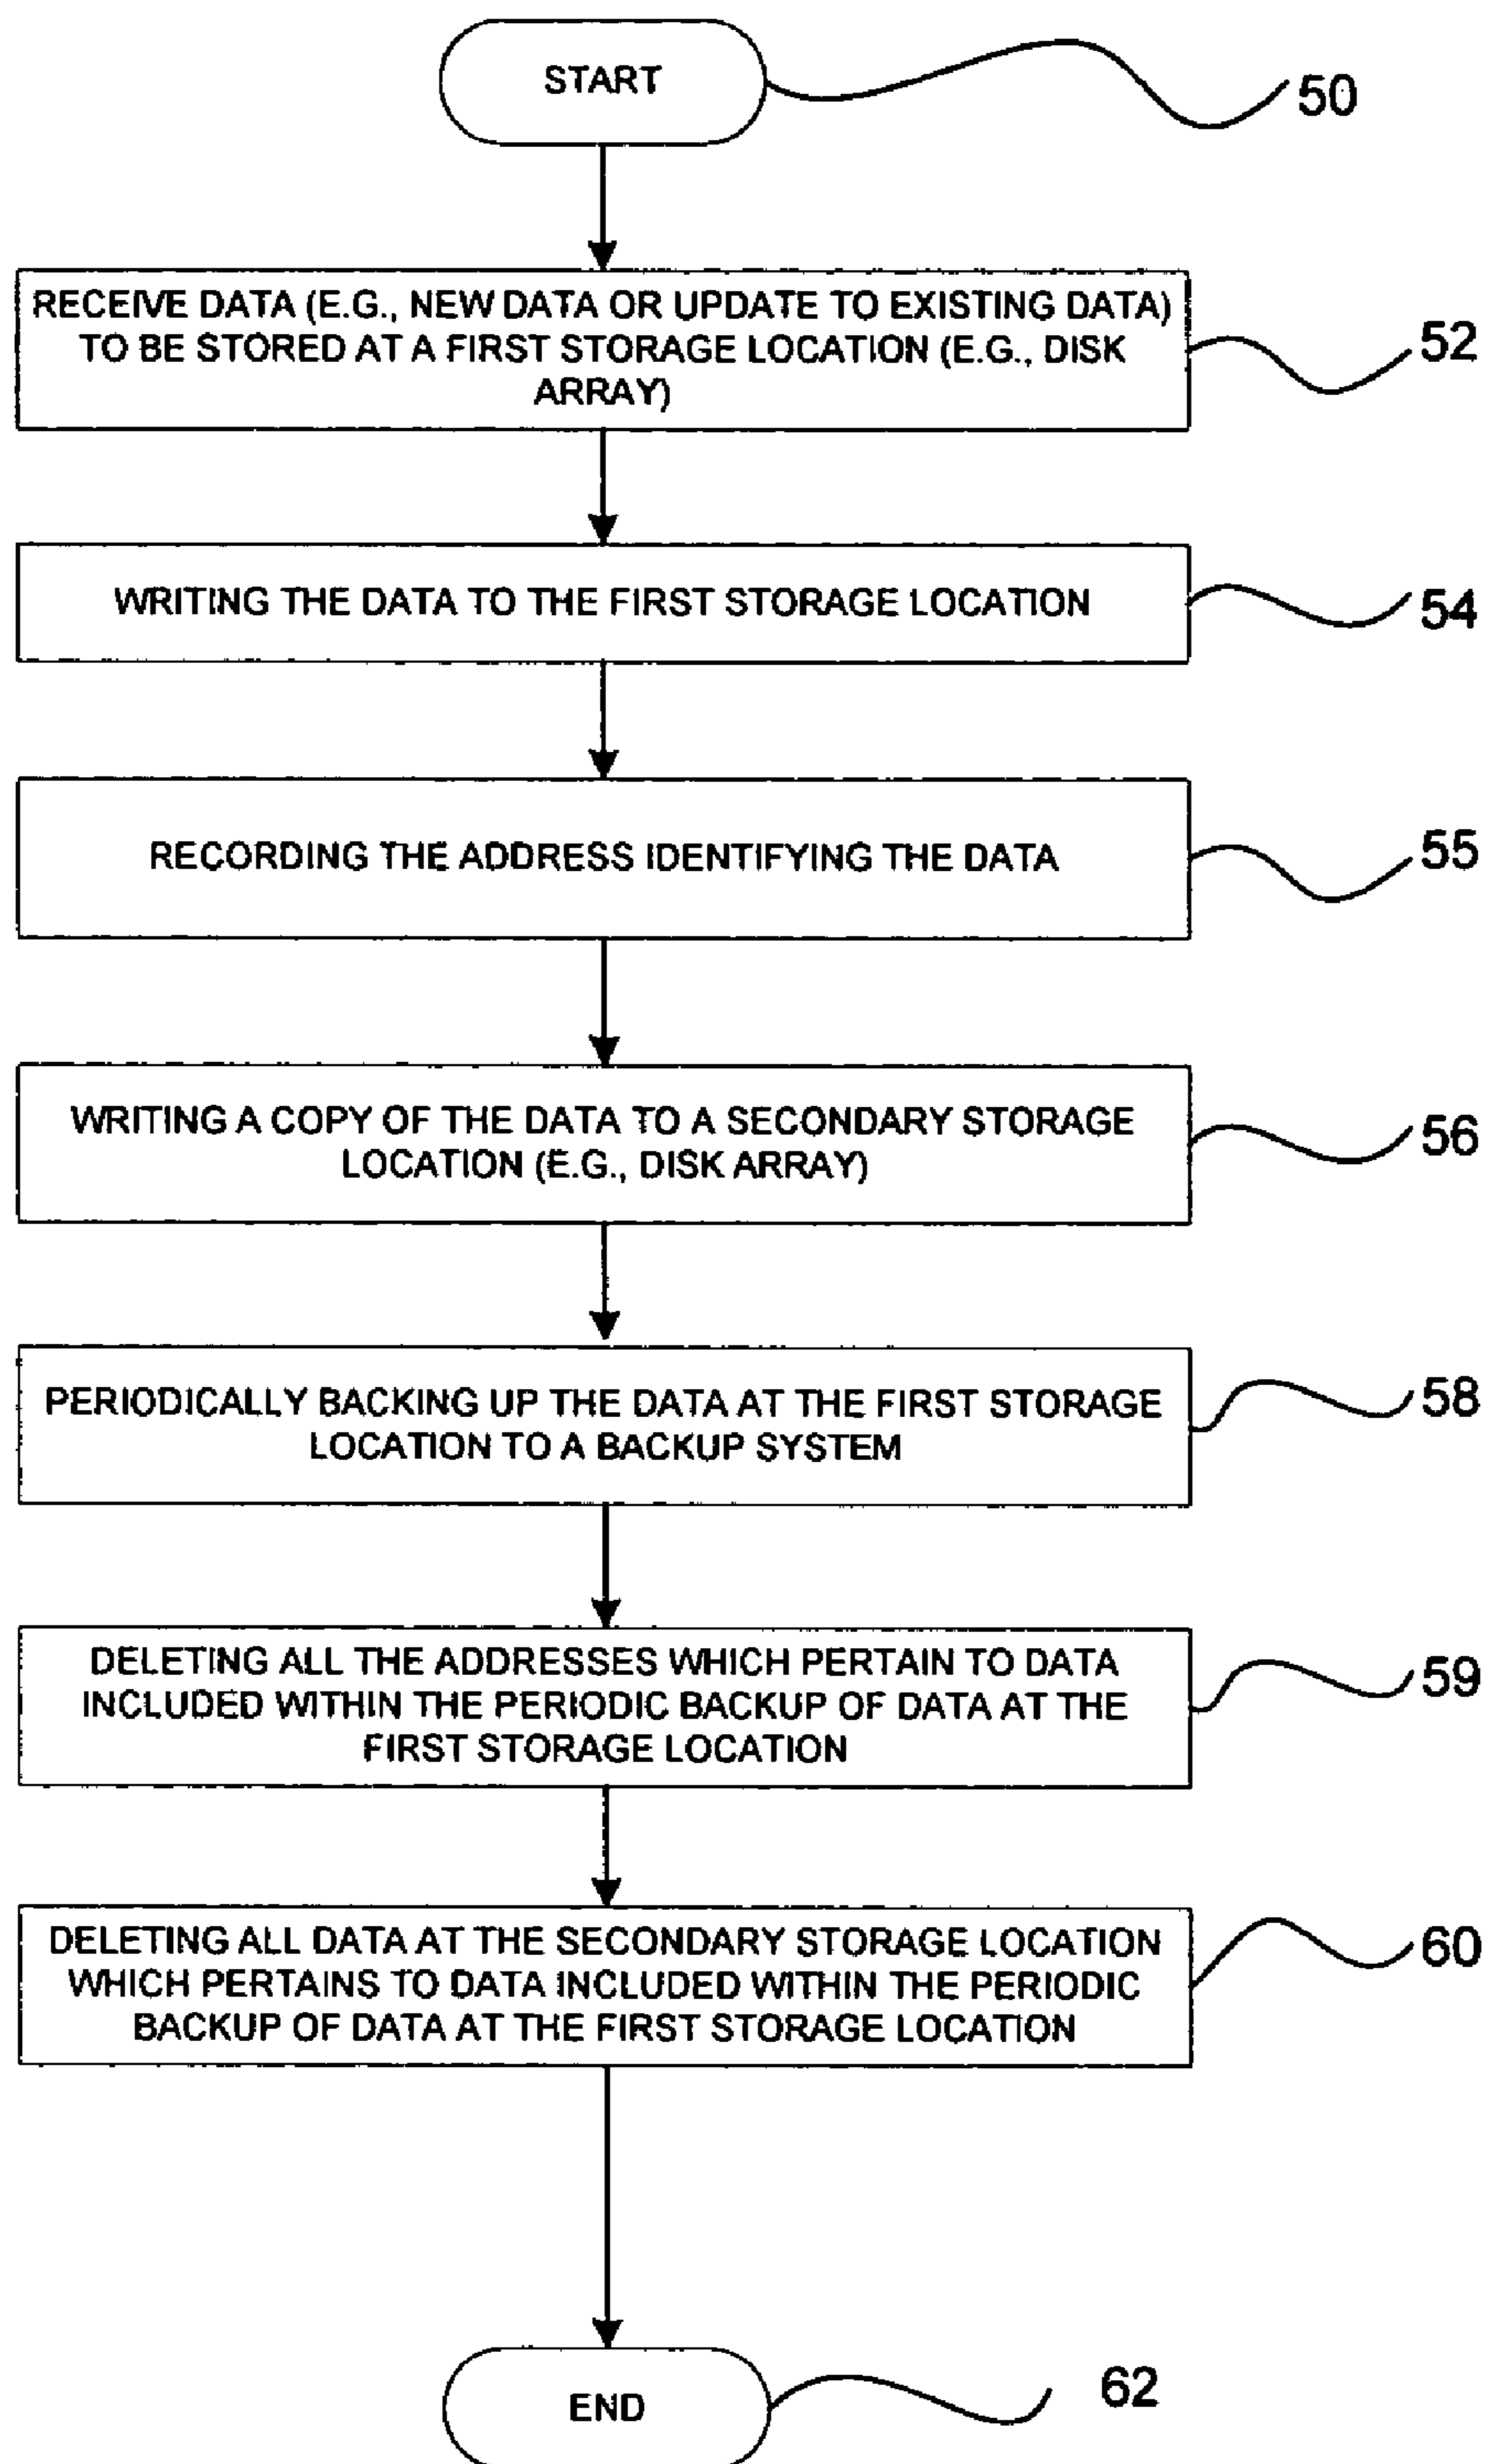 START
50
RECEIVE DATA (E.G., NEW DATA OR UPDATE TO EXISTING DATA)
TO BE STORED AT A FIRST STORAGE LOCATION (E.G., DISK
ARRAY)
52
WRITING THE DATA TO THE FIRST STORAGE LOCATION
54
RECORDING THE ADDRESS IDENTIFYING THE DATA
55
WRITING A COPY OF THE DATA TO A SECONDARY STORAGE
LOCATION (E.G., DISK ARRAY)
56
PERIODICALLY BACKING UP THE DATA AT THE FIRST STORAGE
LOCATION TO A BACKUP SYSTEM
58
DELETING ALL THE ADDRESSES WHICH PERTAIN TO DATA
INCLUDED WITHIN THE PERIODIC BACKUP OF DATA AT THE
FIRST STORAGE LOCATION
59
DELETING ALL DATA AT THE SECONDARY STORAGE LOCATION
WHICH PERTAINS TO DATA INCLUDED WITHIN THE PERIODIC
BACKUP OF DATA AT THE FIRST STORAGE LOCATION
60
END
62